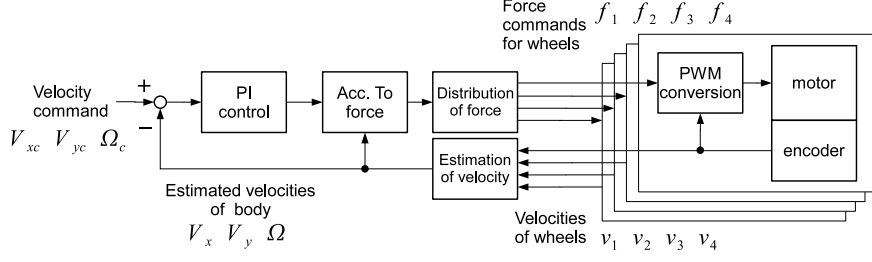 Force commands for wheels
f1 f2 f3 f4
Velocity command
Vxc Vyc Ωc
+
−
PI control
Acc. To force
Distribution of force
PWM conversion
motor
encoder
Estimation of velocity
Estimated velocities of body
Vx Vy Ω
Velocities of wheels
v1 v2 v3 v4